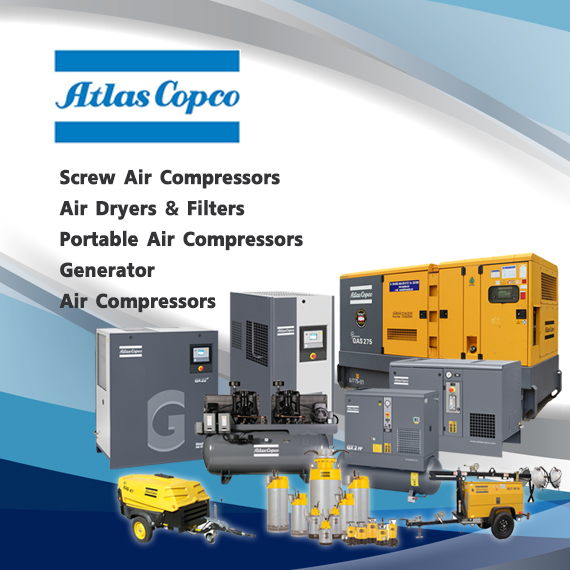 Atlas Copco
Screw Air Compressors
Air Dryers & Filters
Portable Air Compressors
Generator
Air Compressors
Atlas Copco
QAS 275
Atlas Copco
Atlas Copco
G
Atlas Copco